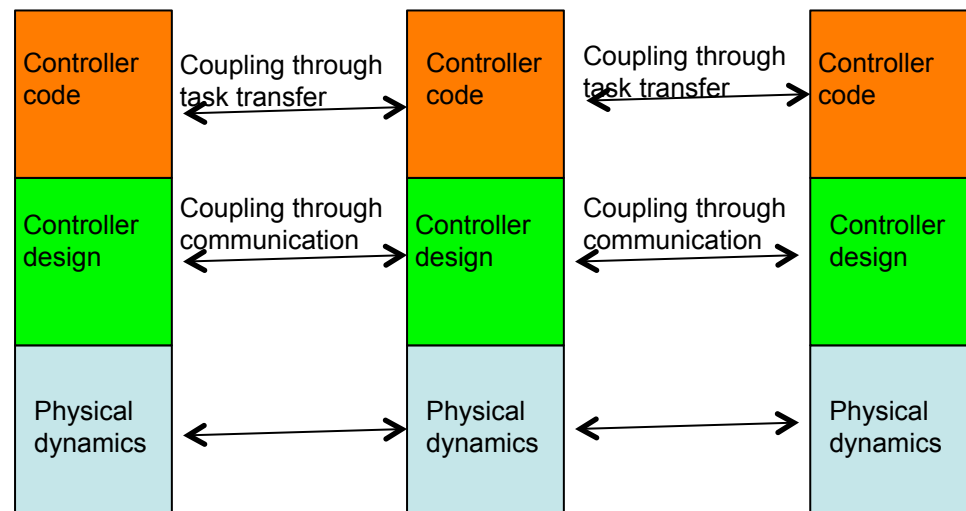 Controller
code
Coupling through
task transfer
Controller
code
Coupling through
task transfer
Controller
code
Controller
design
Coupling through
communication
Controller
design
Coupling through
communication
Controller
design
Physical
dynamics
Physical
dynamics
Physical
dynamics